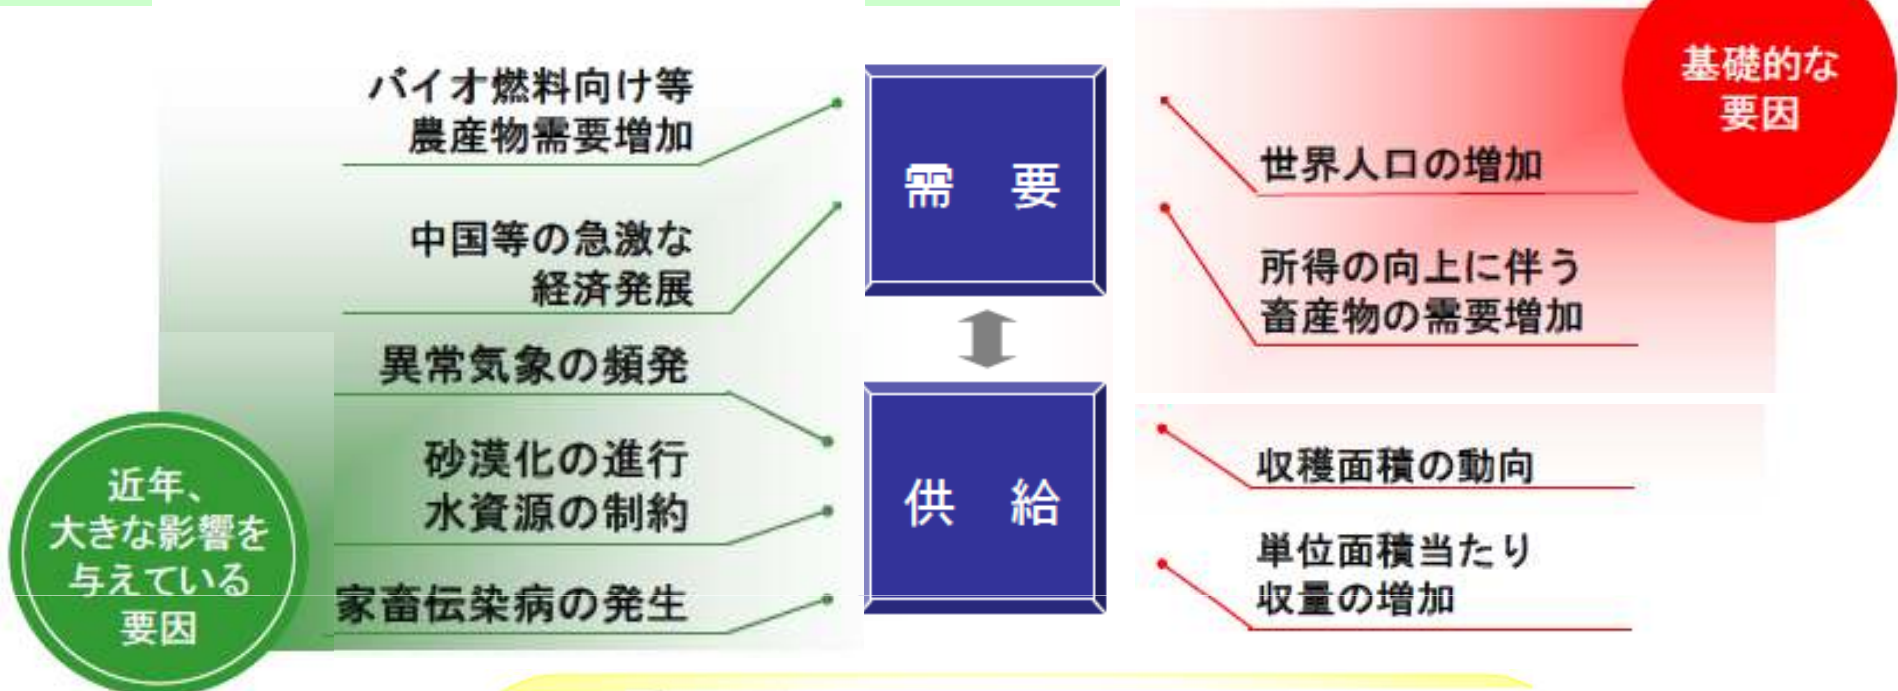 バイオ燃料向け等
農産物需要増加
中国等の急激な
経済発展
異常気象の頻発
砂漠化の進行
水資源の制約
家畜伝染病の発生
近年、
大きな影響を
与えている
要因
需 要
供 給
基礎的な
要因
世界人口の増加
所得の向上に伴う
畜産物の需要増加
収穫面積の動向
単位面積当たり
収量の増加